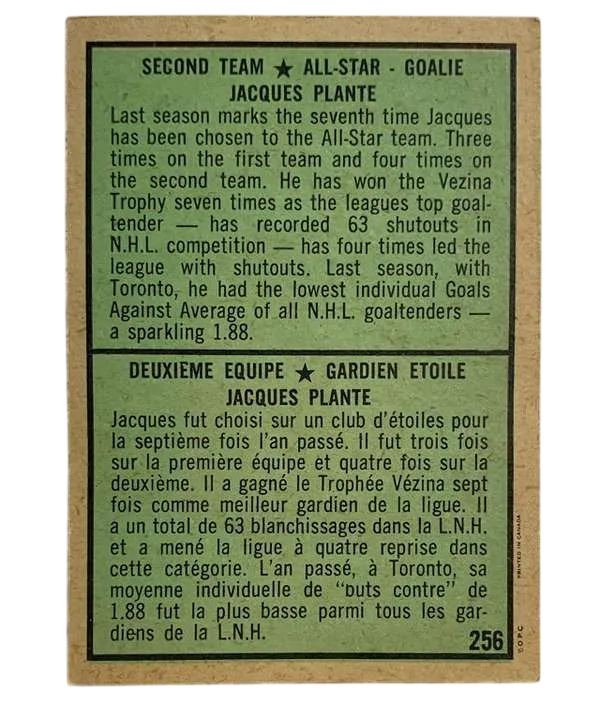 SECOND TEAM ★ ALL-STAR - GOALIE
JACQUES PLANTE
Last season marks the seventh time Jacques
has been chosen to the All-Star team. Three
times on the first team and four times on
the second team. He has won the Vezina
Trophy seven times as the leagues top goal-
tender — has recorded 63 shutouts in
N.H.L. competition — has four times led the
league with shutouts. Last season, with
Toronto, he had the lowest individual Goals
Against Average of all N.H.L. goaltenders —
a sparkling 1.88.
DEUXIEME EQUIPE ★ GARDIEN ETOILE
JACQUES PLANTE
Jacques fut choisi sur un club d'étoiles pour
la septième fois l'an passé. Il fut trois fois
sur la première équipe et quatre fois sur la
deuxième. Il a gagné le Trophée Vézina sept
fois comme meilleur gardien de la ligue. Il
a un total de 63 blanchissages dans la L.N.H.
et a mené la ligue à quatre reprise dans
cette catégorie. L'an passé, à Toronto, sa
moyenne individuelle de "buts contre" de
1.88 fut la plus basse parmi tous les gar-
diens de la L.N.H.
256
© O.P.C. PRINTED IN CANADA